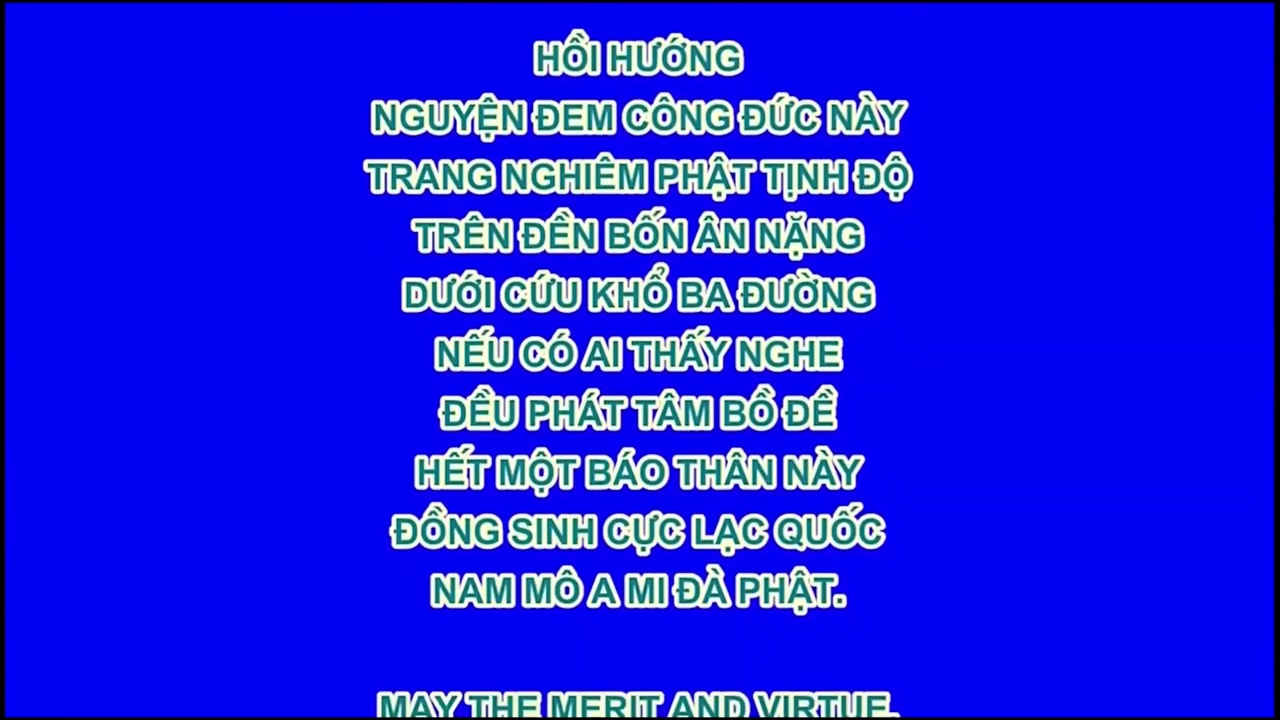 HỒI HƯỚNG
NGUYỆN ĐEM CÔNG ĐỨC NÀY
TRANG NGHIÊM PHẬT TỊNH ĐỘ
TRÊN ĐỀN BỐN ÂN NẶNG
DƯỚI CỨU KHỔ BA ĐƯỜNG
NẾU CÓ AI THẤY NGHE
ĐỀU PHÁT TÂM BỒ ĐỀ
HẾT MỘT BÁO THÂN NÀY
ĐỒNG SINH CỰC LẠC QUỐC
NAM MÔ A MI ĐÀ PHẬT.
MAY THE MERIT AND VIRTUE,